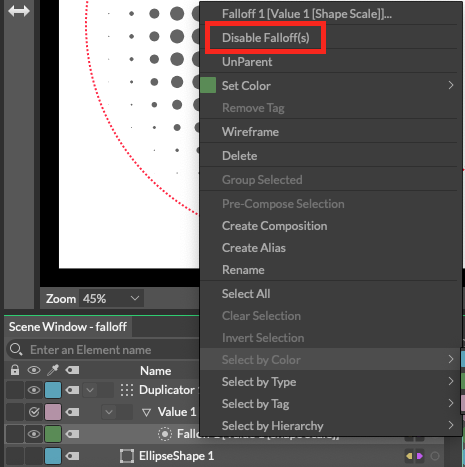 Falloff 1 [Value 1 [Shape Scale]]...
Disable Falloff(s)
UnParent
Set Color
Remove Tag
Wireframe
Delete
Group Selected
Pre-Compose Selection
Create Composition
Create Alias
Rename
Select All
Clear Selection
Invert Selection
Select by Color
Select by Type
Select by Tag
Select by Hierarchy
Zoom 45%
Scene Window - falloff
Enter an Element name
Name
Duplicator
Value 1
EllipseShape 1